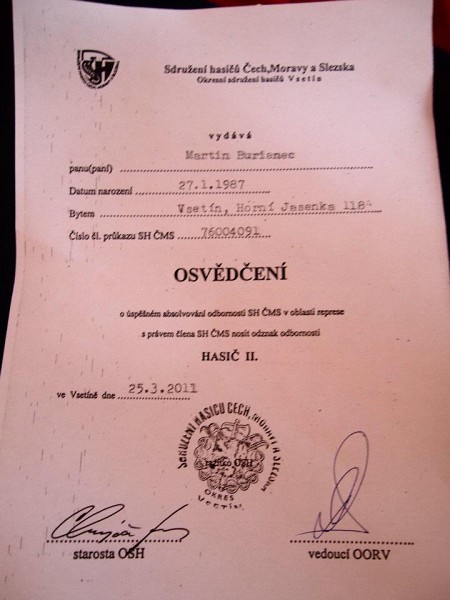 Sdružení hasičů Čech, Moravy a Slezska
Okresní sdružení hasičů Vsetín
vydává
Martin Burianec
panu(paní)
Datum narození 27.1.1987
Bytem Vsetín, Horní Jasenka 118
Číslo čl. průkazu SH ČMS 76004091
OSVĚDČENÍ
o úspěšném absolvování odbornosti SH ČMS v oblasti represe
s právem člena SH ČMS nosit odznak odbornosti
HASIČ II.
ve Vsetíně dne 25.3.2011
SDRUŽENÍ HASIČŮ ČECH, MORAVY A SLEZSKA
razítko OSH
OKRES
Vsetín
starosta OSH
vedoucí OORV